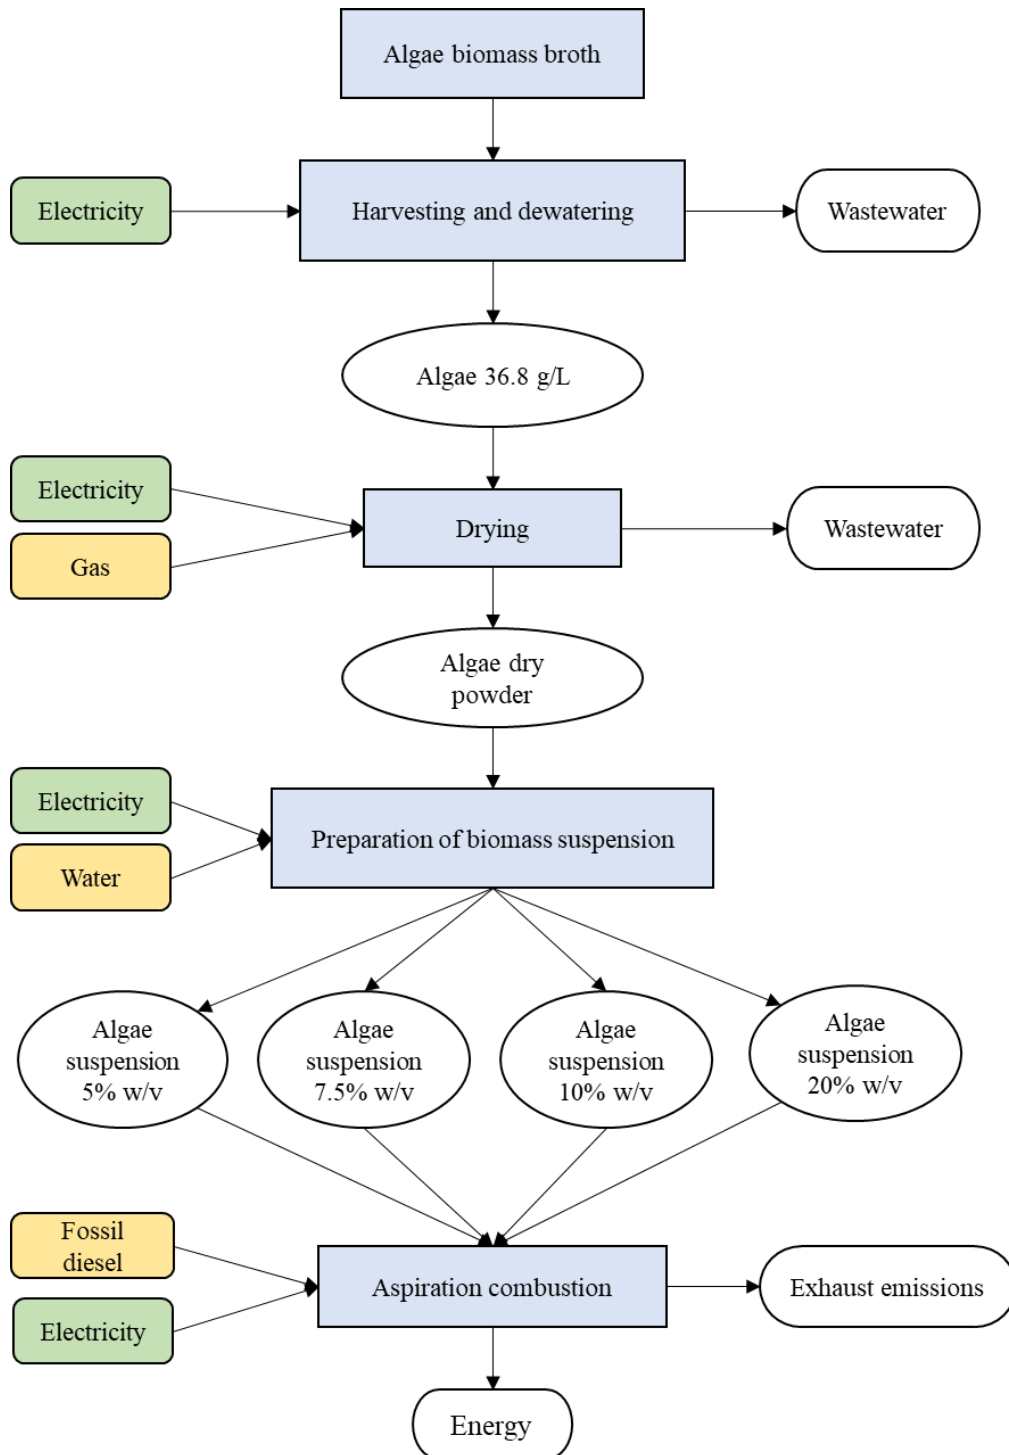 Algae biomass broth
Electricity
Harvesting and dewatering
Wastewater
Algae 36.8 g/L
Electricity
Gas
Drying
Wastewater
Algae dry
powder
Electricity
Water
Preparation of biomass suspension
Algae
suspension
5% w/v
Algae
suspension
7.5% w/v
Algae
suspension
10% w/v
Algae
suspension
20% w/v
Fossil
diesel
Electricity
Aspiration combustion
Exhaust emissions
Energy